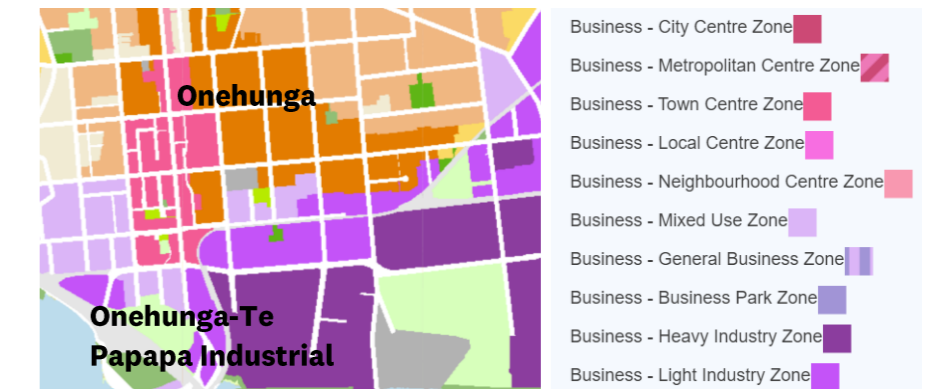 Onehunga
Onehunga-Te
Papapa Industrial
Business - City Centre Zone
Business - Metropolitan Centre Zone
Business - Town Centre Zone
Business - Local Centre Zone
Business - Neighbourhood Centre Zone
Business - Mixed Use Zone
Business - General Business Zone
Business - Business Park Zone
Business - Heavy Industry Zone
Business - Light Industry Zone